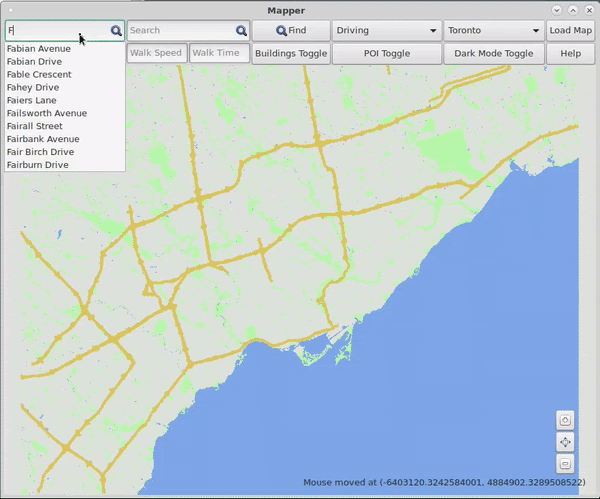 Mapper
F
Search
Find
Driving
Toronto
Load Map
Walk Speed
Walk Time
Buildings Toggle
POI Toggle
Dark Mode Toggle
Help
Fabian Avenue
Fabian Drive
Fable Crescent
Fahey Drive
Faiers Lane
Failsworth Avenue
Fairall Street
Fairbank Avenue
Fair Birch Drive
Fairburn Drive
Mouse moved at (-6403120.3242584001, 4884902.3289508522)